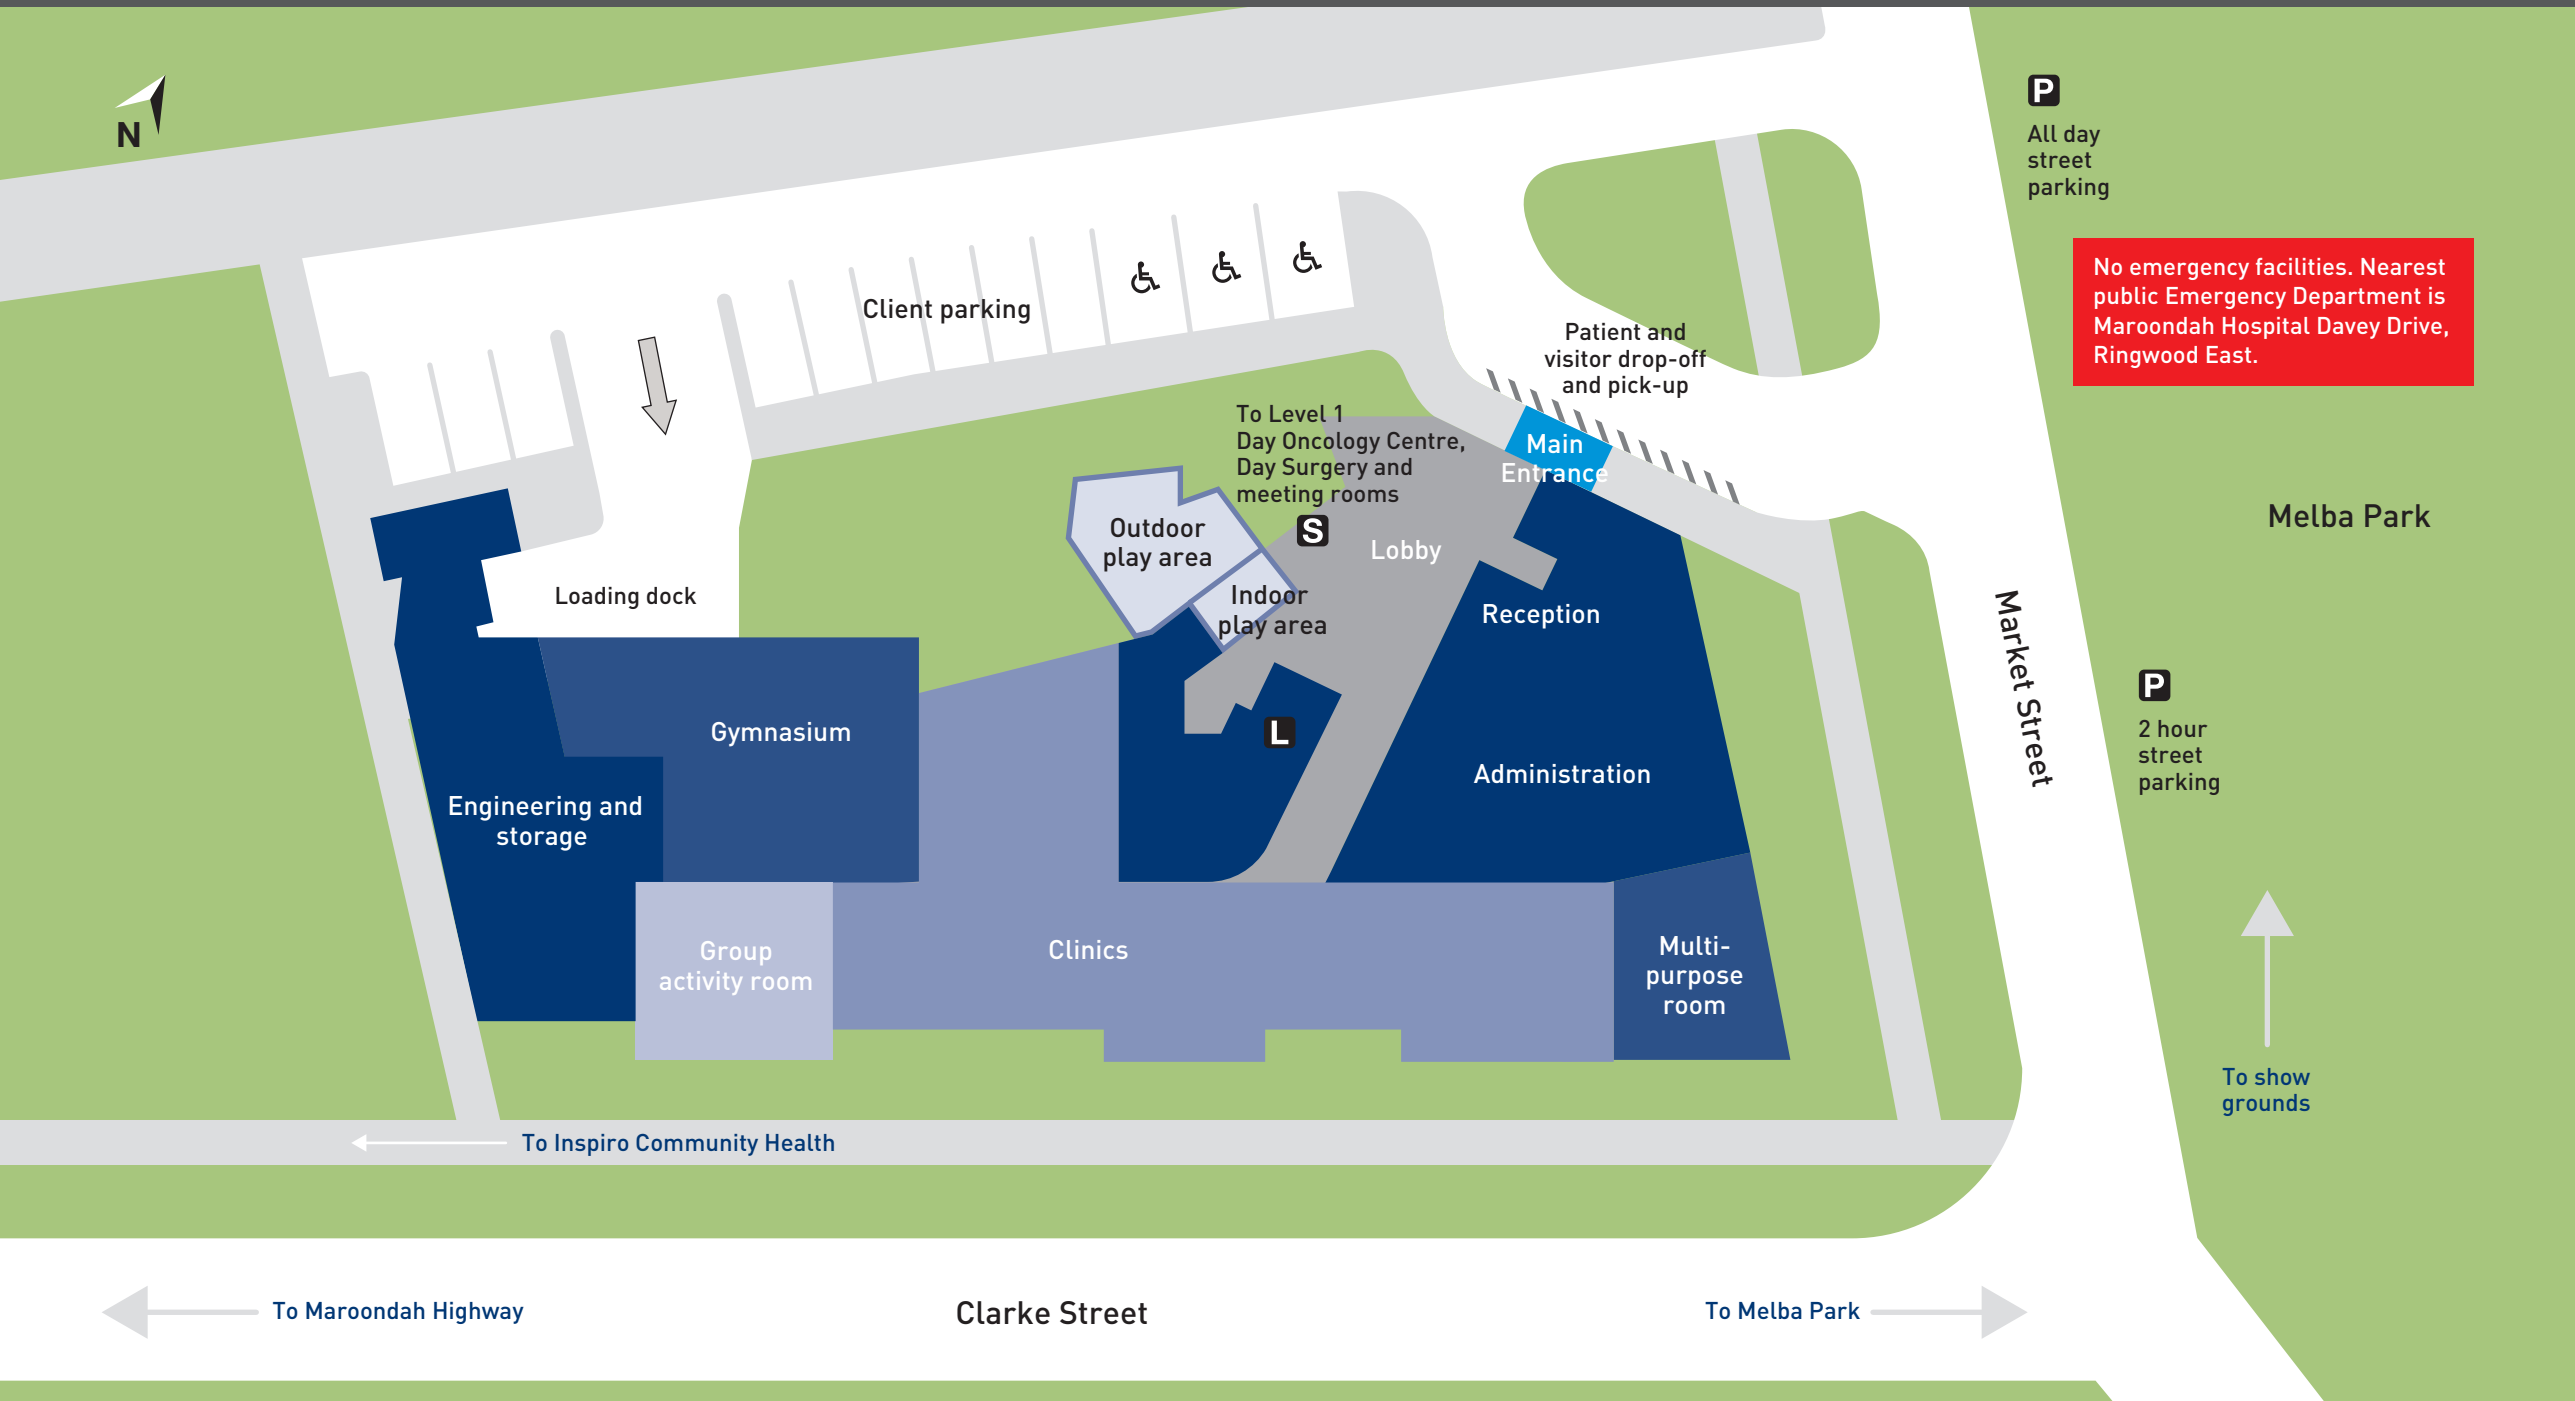 N
P
All day
street
parking
No emergency facilities. Nearest
public Emergency Department is
Maroondah Hospital Davey Drive,
Ringwood East.
Client parking
Patient and
visitor drop-off
and pick-up
To Level 1
Day Oncology Centre,
Day Surgery and
meeting rooms
S
Main
Entrance
Melba Park
Outdoor
play area
Lobby
Loading dock
Indoor
play area
Reception
Market Street
P
2 hour
street
parking
Gymnasium
L
Administration
Engineering and
storage
Group
activity room
Clinics
Multi-
purpose
room
To show
grounds
To Inspiro Community Health
To Maroondah Highway
Clarke Street
To Melba Park